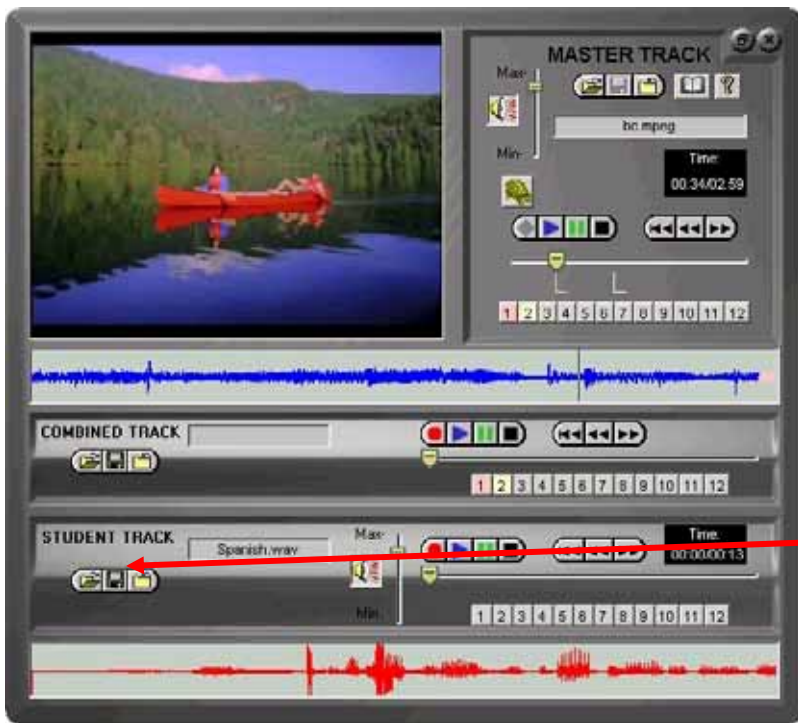 MASTER TRACK
Max-
bc.mpeg
Min-
Time:
00:34/02:59
1 2 3 4 5 6 7 8 9 10 11 12
COMBINED TRACK
1 2 3 4 5 6 7 8 9 10 11 12
STUDENT TRACK
Spanish.wav
Max-
Time:
00:00/00:13
Min-
1 2 3 4 5 6 7 8 9 10 11 12